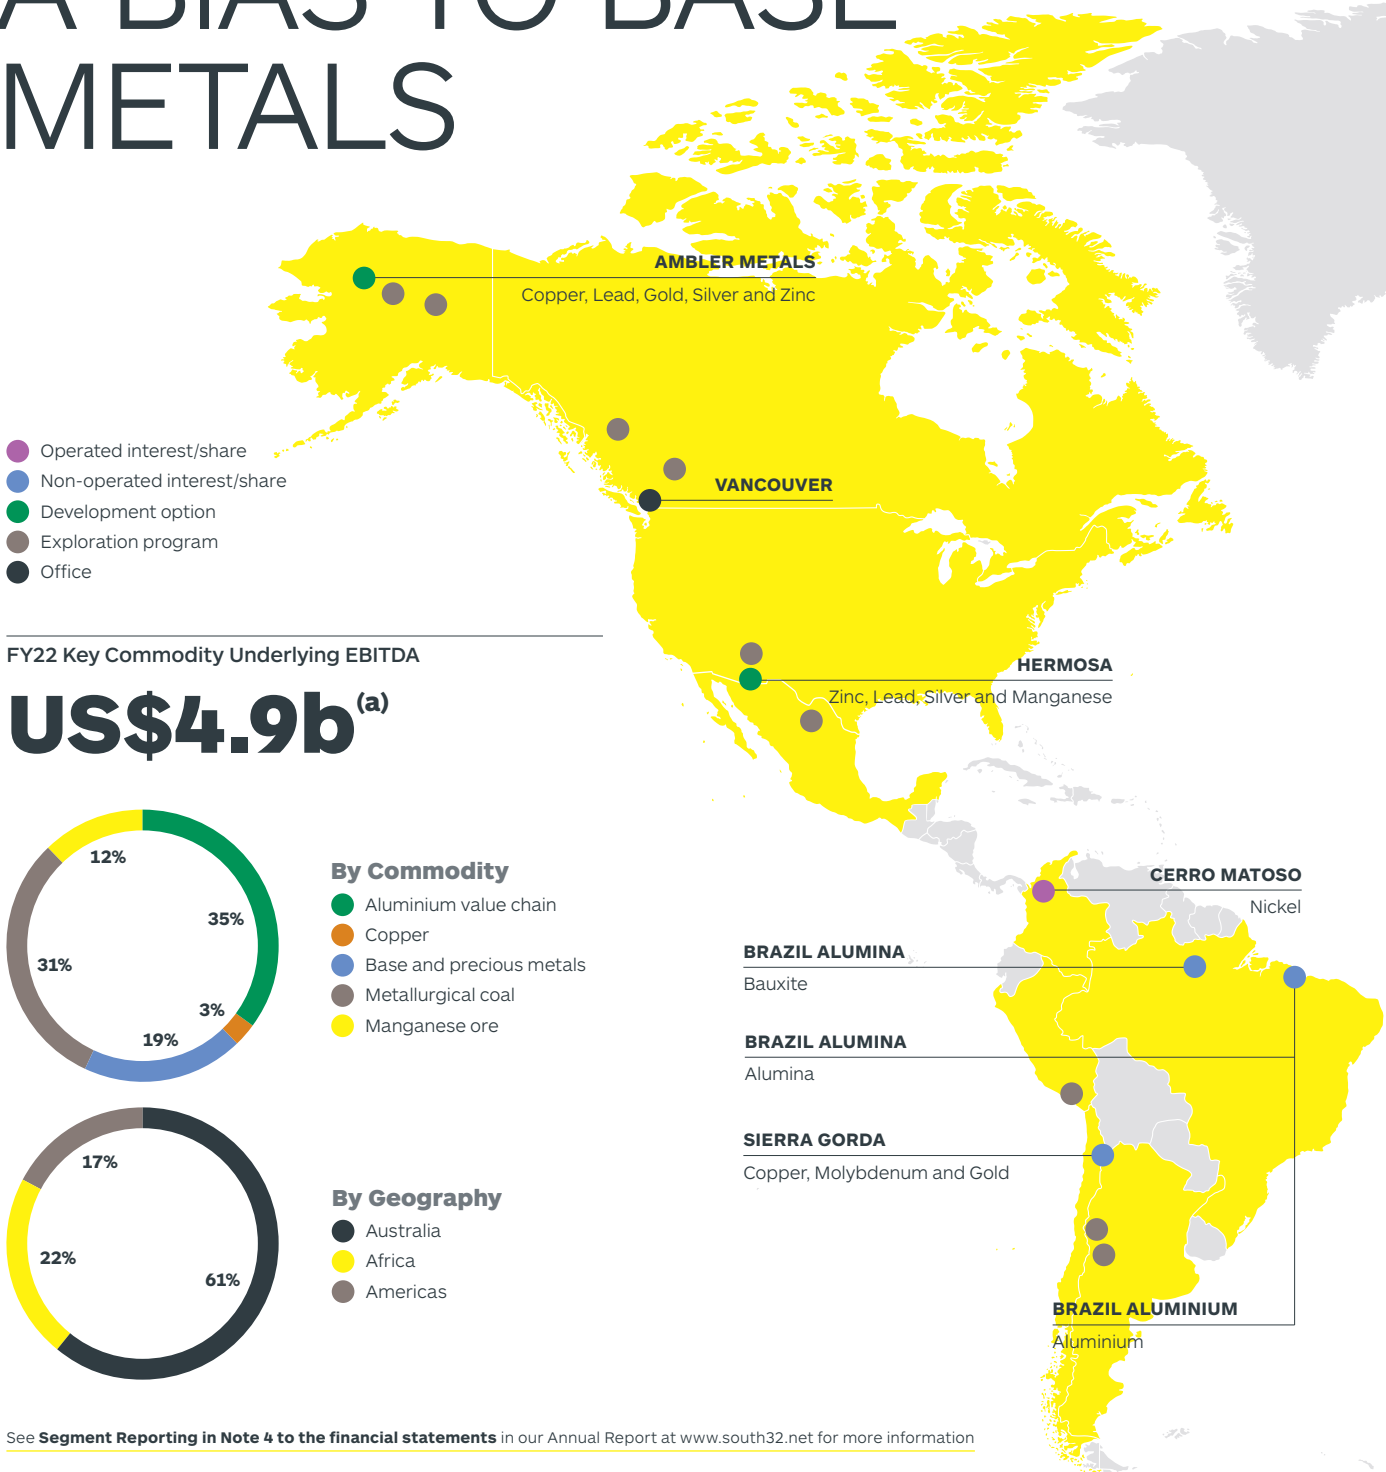 A BIAS TO BASE
METALS
AMBLER METALS
Copper, Lead, Gold, Silver and Zinc
Operated interest/share
Non-operated interest/share
Development option
Exploration program
Office
VANCOUVER
FY22 Key Commodity Underlying EBITDA
US$4.9b(a)
HERMOSA
Zinc, Lead, Silver and Manganese
12%
35%
31%
3%
19%
By Commodity
Aluminium value chain
Copper
Base and precious metals
Metallurgical coal
Manganese ore
CERRO MATOSO
Nickel
BRAZIL ALUMINA
Bauxite
BRAZIL ALUMINA
Alumina
SIERRA GORDA
Copper, Molybdenum and Gold
17%
22%
61%
By Geography
Australia
Africa
Americas
BRAZIL ALUMINIUM
Aluminium
See Segment Reporting in Note 4 to the financial statements in our Annual Report at www.south32.net for more information